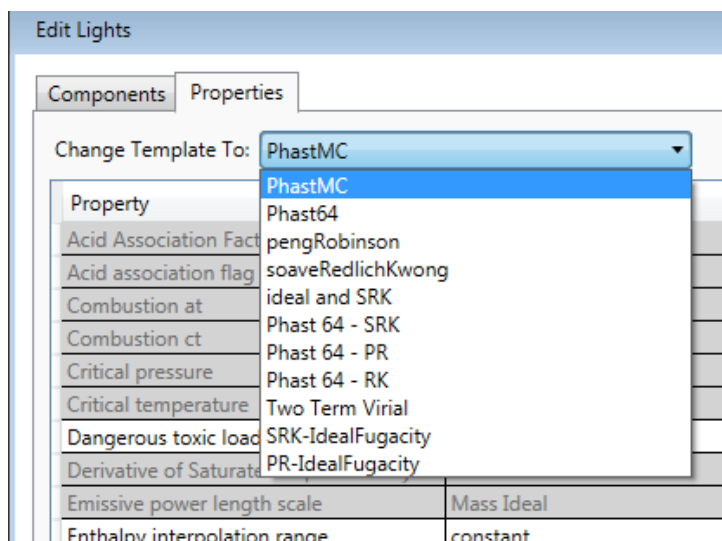 Edit Lights
Components Properties
Change Template To: PhastMC
PhastMC
Property
Phast64
Acid Association Fact
pengRobinson
Acid association flag
soaveRedlichKwong
Combustion at
ideal and SRK
Combustion ct
Phast 64 - SRK
Critical pressure
Phast 64 - PR
Phast 64 - RK
Critical temperature
Two Term Virial
Dangerous toxic load
SRK-IdealFugacity
Derivative of Saturate
PR-IdealFugacity
Emissive power length scale Mass Ideal
Enthalpy interpolation range constant